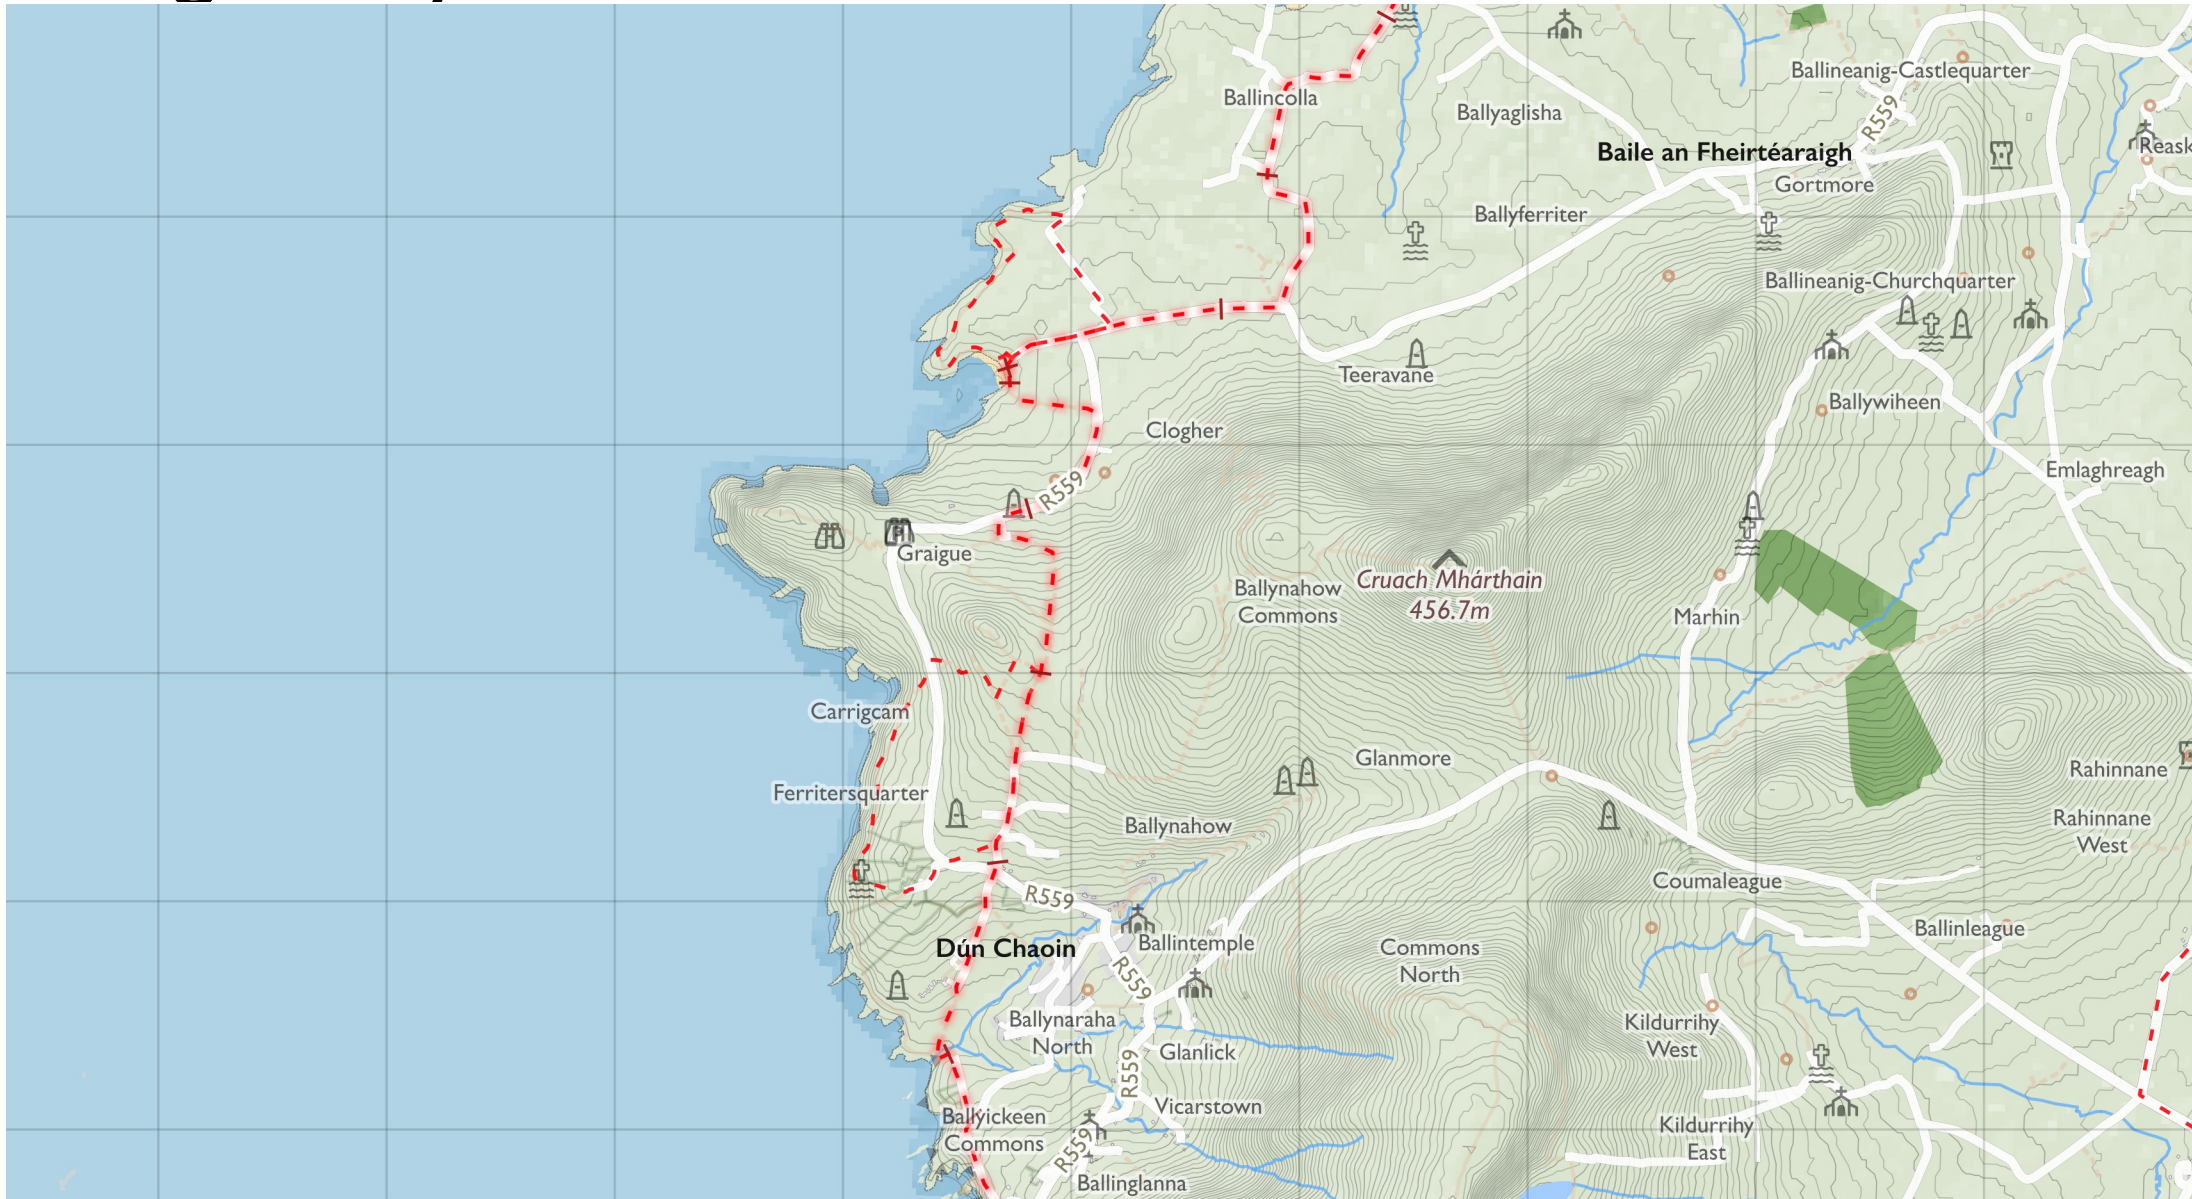 Ballineanig-Castlequarter
Ballincolla
Ballyaglisha
R559
Baile an Fheirtéaraigh
Reask
Gortmore
Ballyferriter
Ballineanig-Churchquarter
Teeravane
Ballywiheen
Clogher
Emlaghreagh
R559
Graigue
Cruach Mhárthain
456.7m
Ballynahow
Commons
Marhin
Carrigcam
Glanmore
Rahinnane
Ferritersquarter
Ballynahow
Rahinnane
West
Coumaleague
R559
Ballinleague
Dún Chaoin
Ballintemple
Commons
North
R559
Ballynaraha
North
Kildurrihy
West
Glanlick
R559
Vicarstown
Ballyickeen
Commons
Kildurrihy
East
R559
Ballinglanna